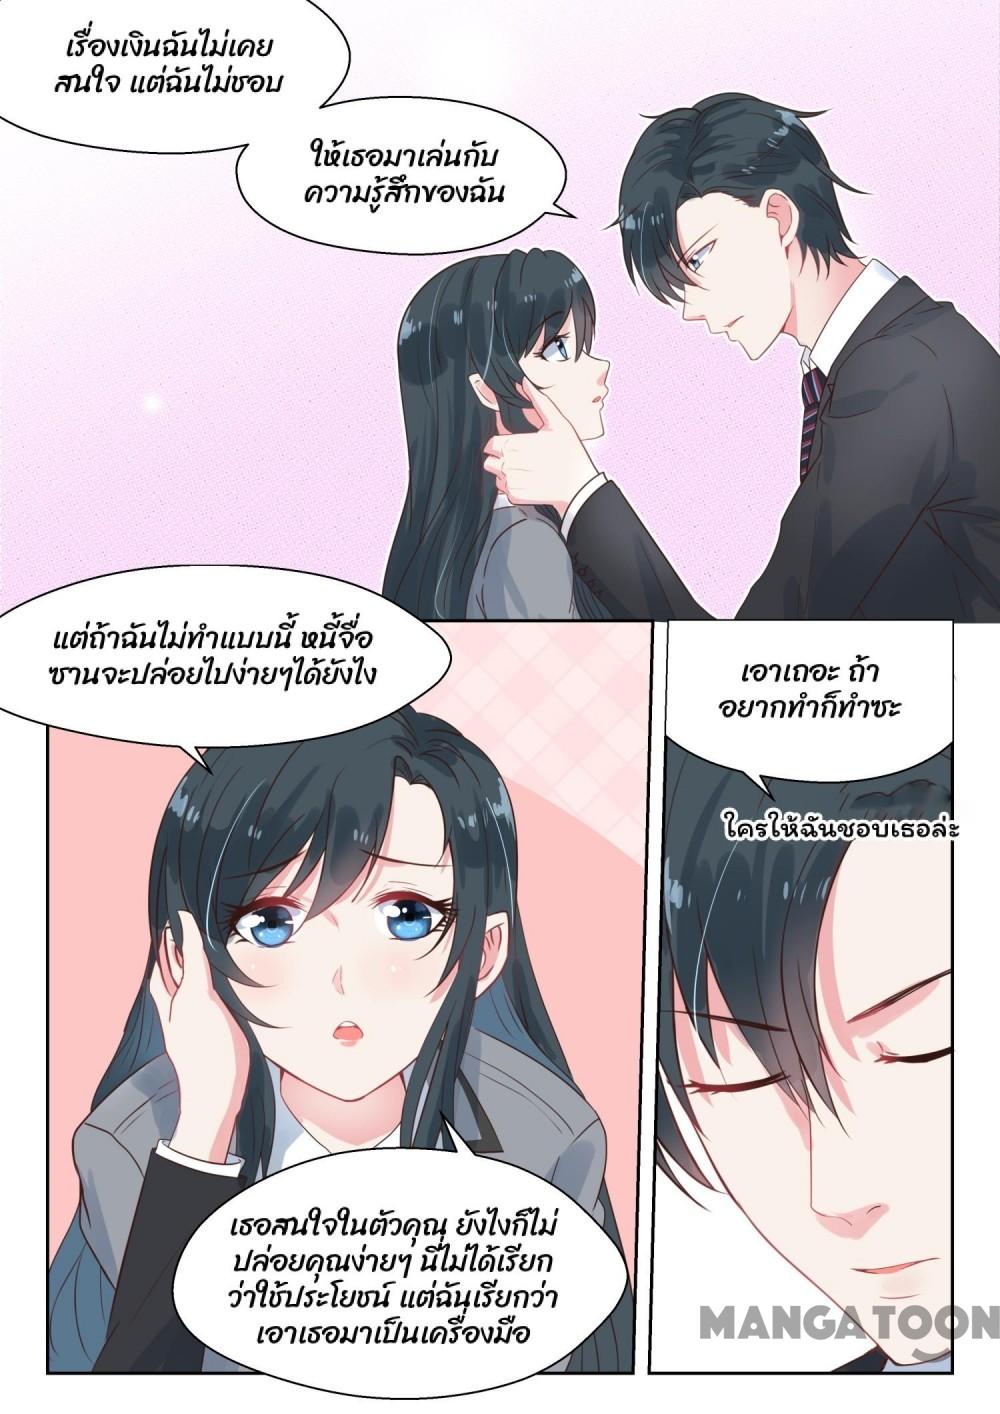 เรื่องเงินฉันไม่เคย
สนใจ แต่ฉันไม่ชอบ
ให้เธอมาเล่นกับ
ความรู้สึกของฉัน
แต่ถ้าฉันไม่ทำแบบนี้ หนี้จื่อ
ซานจะปล่อยไปง่ายๆได้ยังไง
เอาเถอะ ถ้า
อยากทำก็ทำซะ
ใครให้ฉันชอบเธอล่ะ
เธอสนใจในตัวคุณ ยังไงก็ไม่
ปล่อยคุณง่ายๆ นี่ไม่ได้เรียก
ว่าใช้ประโยชน์ แต่ฉันเรียกว่า
เอาเธอมาเป็นเครื่องมือ
MANGATOON